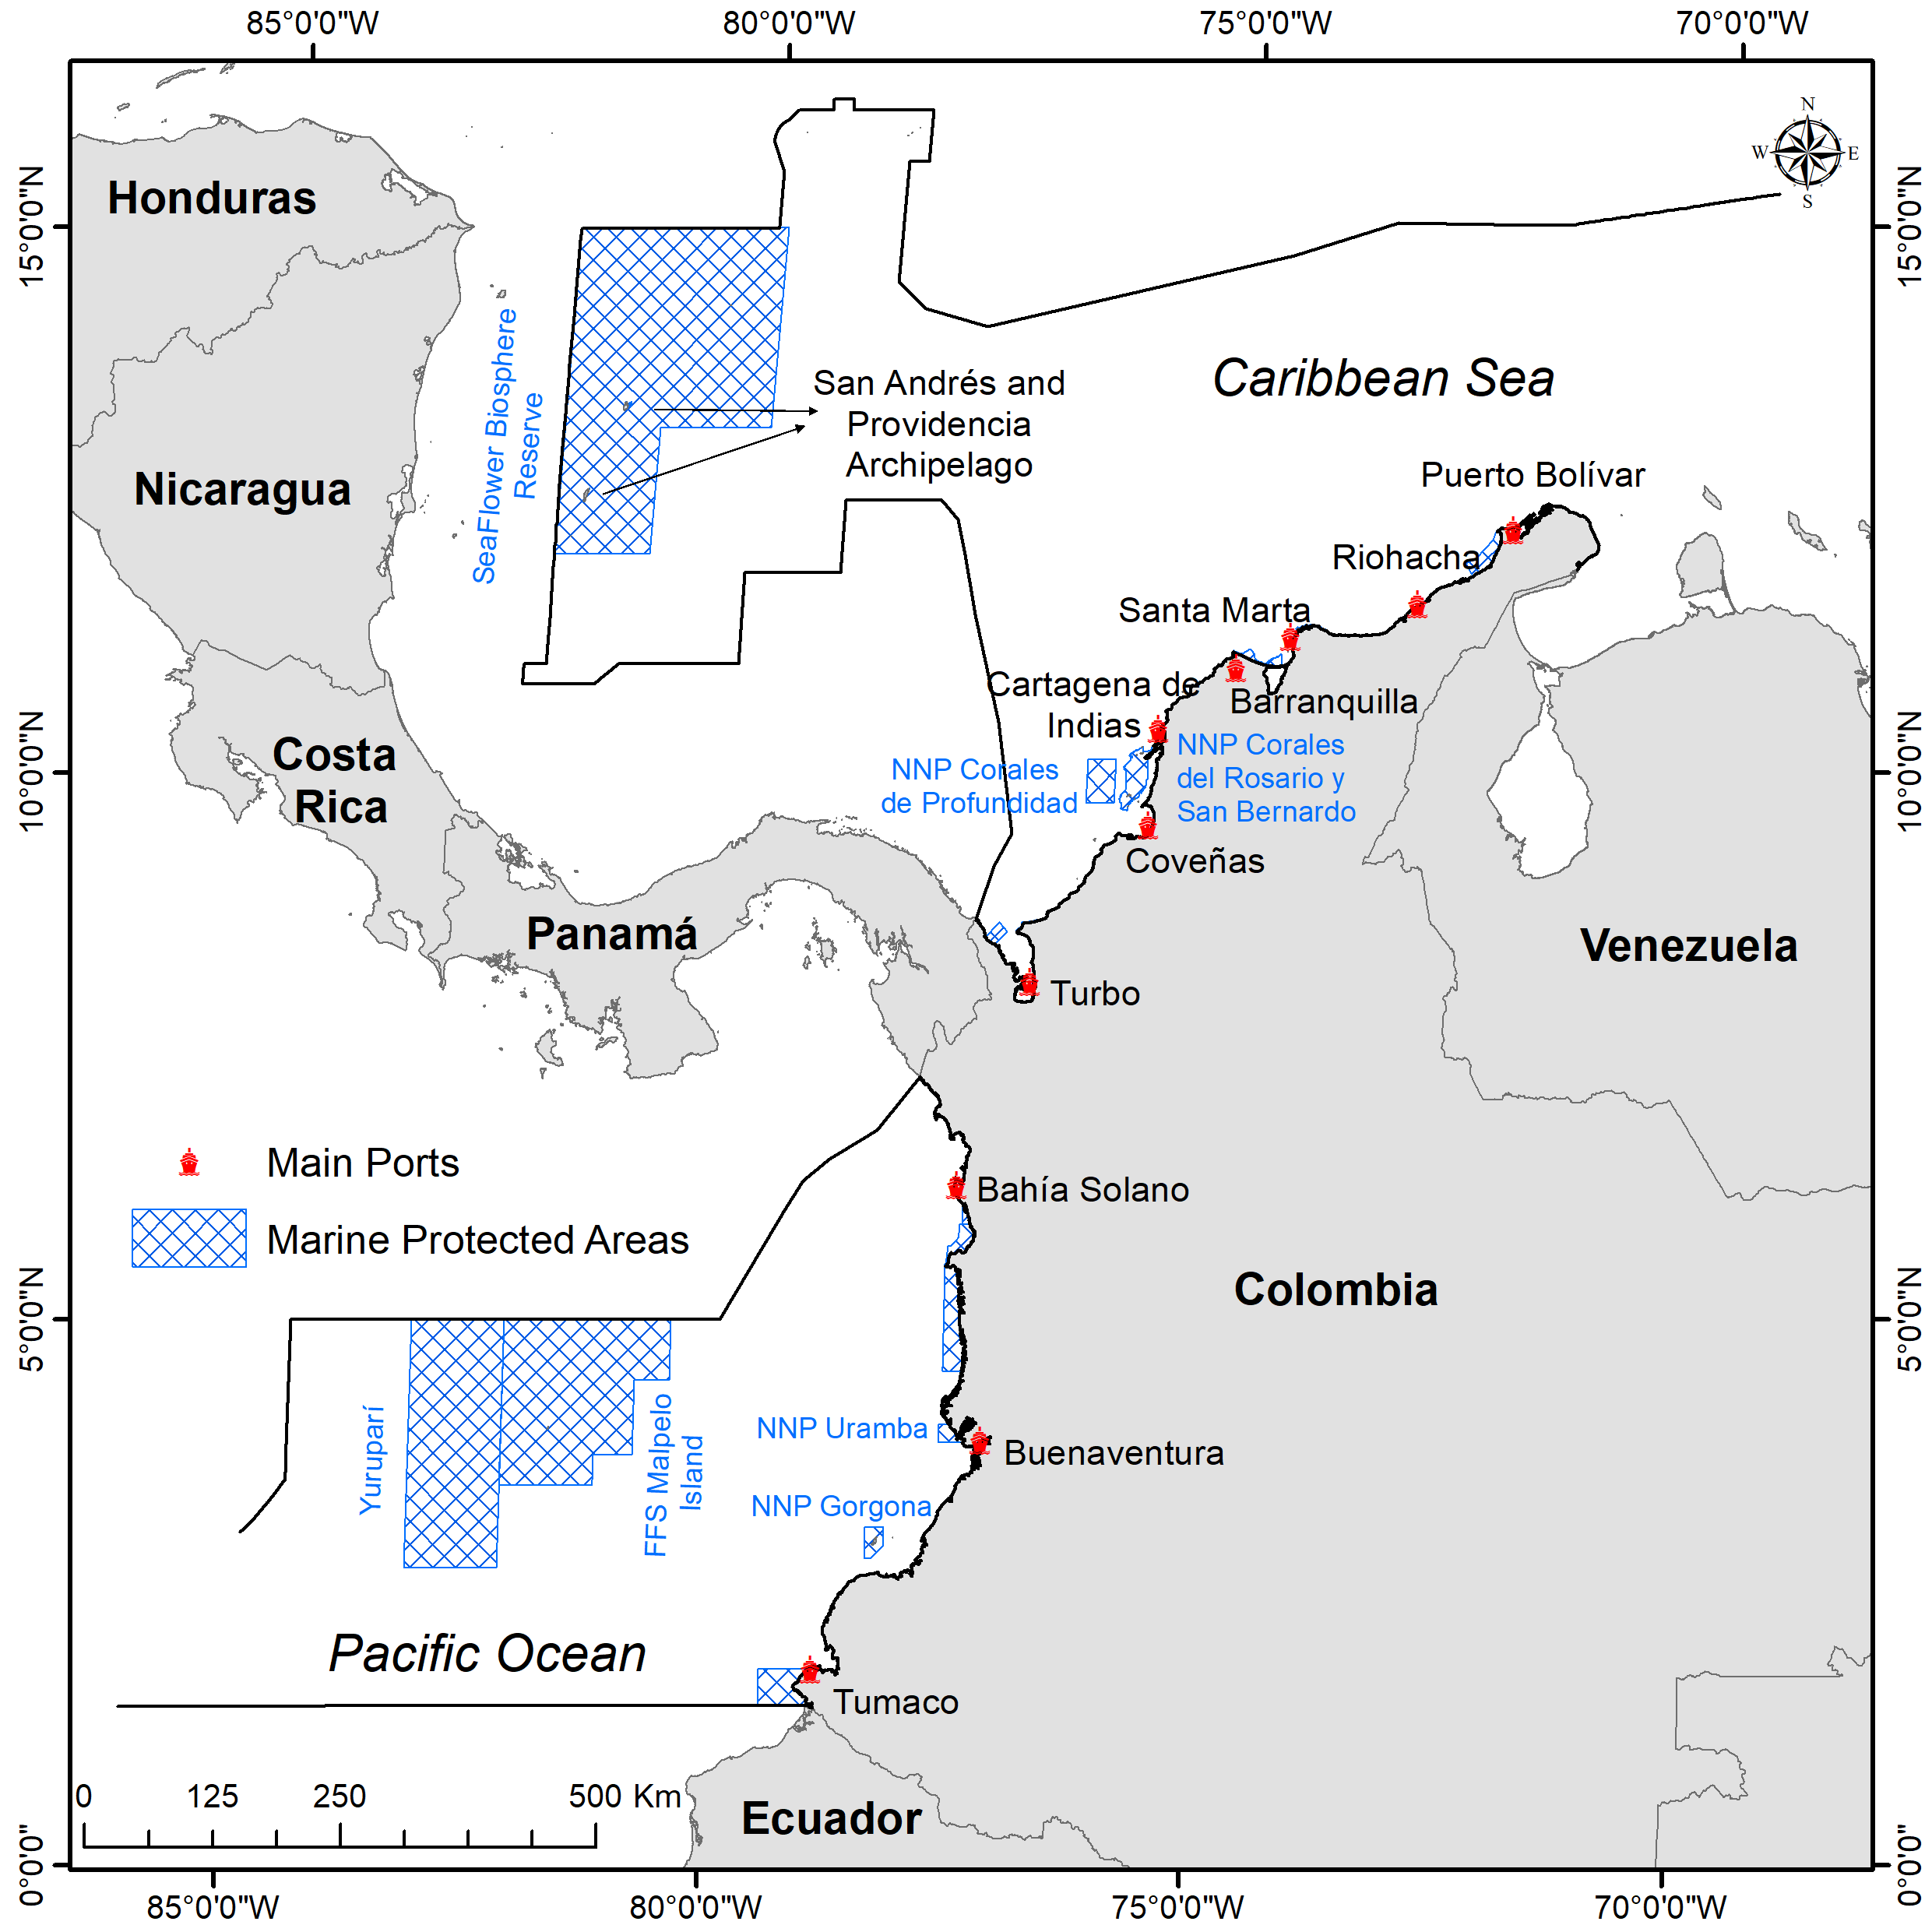 85°0'0"W
80°0'0"W
75°0'0"W
70°0'0"W
N
W
E
S
15°0'0"N
15°0'0"N
Honduras
SeaFlower Biosphere
Reserve
San Andrés and
Providencia
Archipelago
Caribbean Sea
Nicaragua
Puerto Bolívar
Riohacha
Santa Marta
Cartagena de
Indias
Barranquilla
Costa
Rica
10°0'0"N
10°0'0"N
NNP Corales
de Profundidad
NNP Corales
del Rosario y
San Bernardo
Coveñas
Panamá
Venezuela
Turbo
Main Ports
Marine Protected Areas
Bahía Solano
Colombia
5°0'0"N
5°0'0"N
Yuruparí
FFS Malpelo
Island
NNP Uramba
Buenaventura
NNP Gorgona
Pacific Ocean
Tumaco
0
125
250
500 Km
Ecuador
0°0'0"
0°0'0"
85°0'0"W
80°0'0"W
75°0'0"W
70°0'0"W